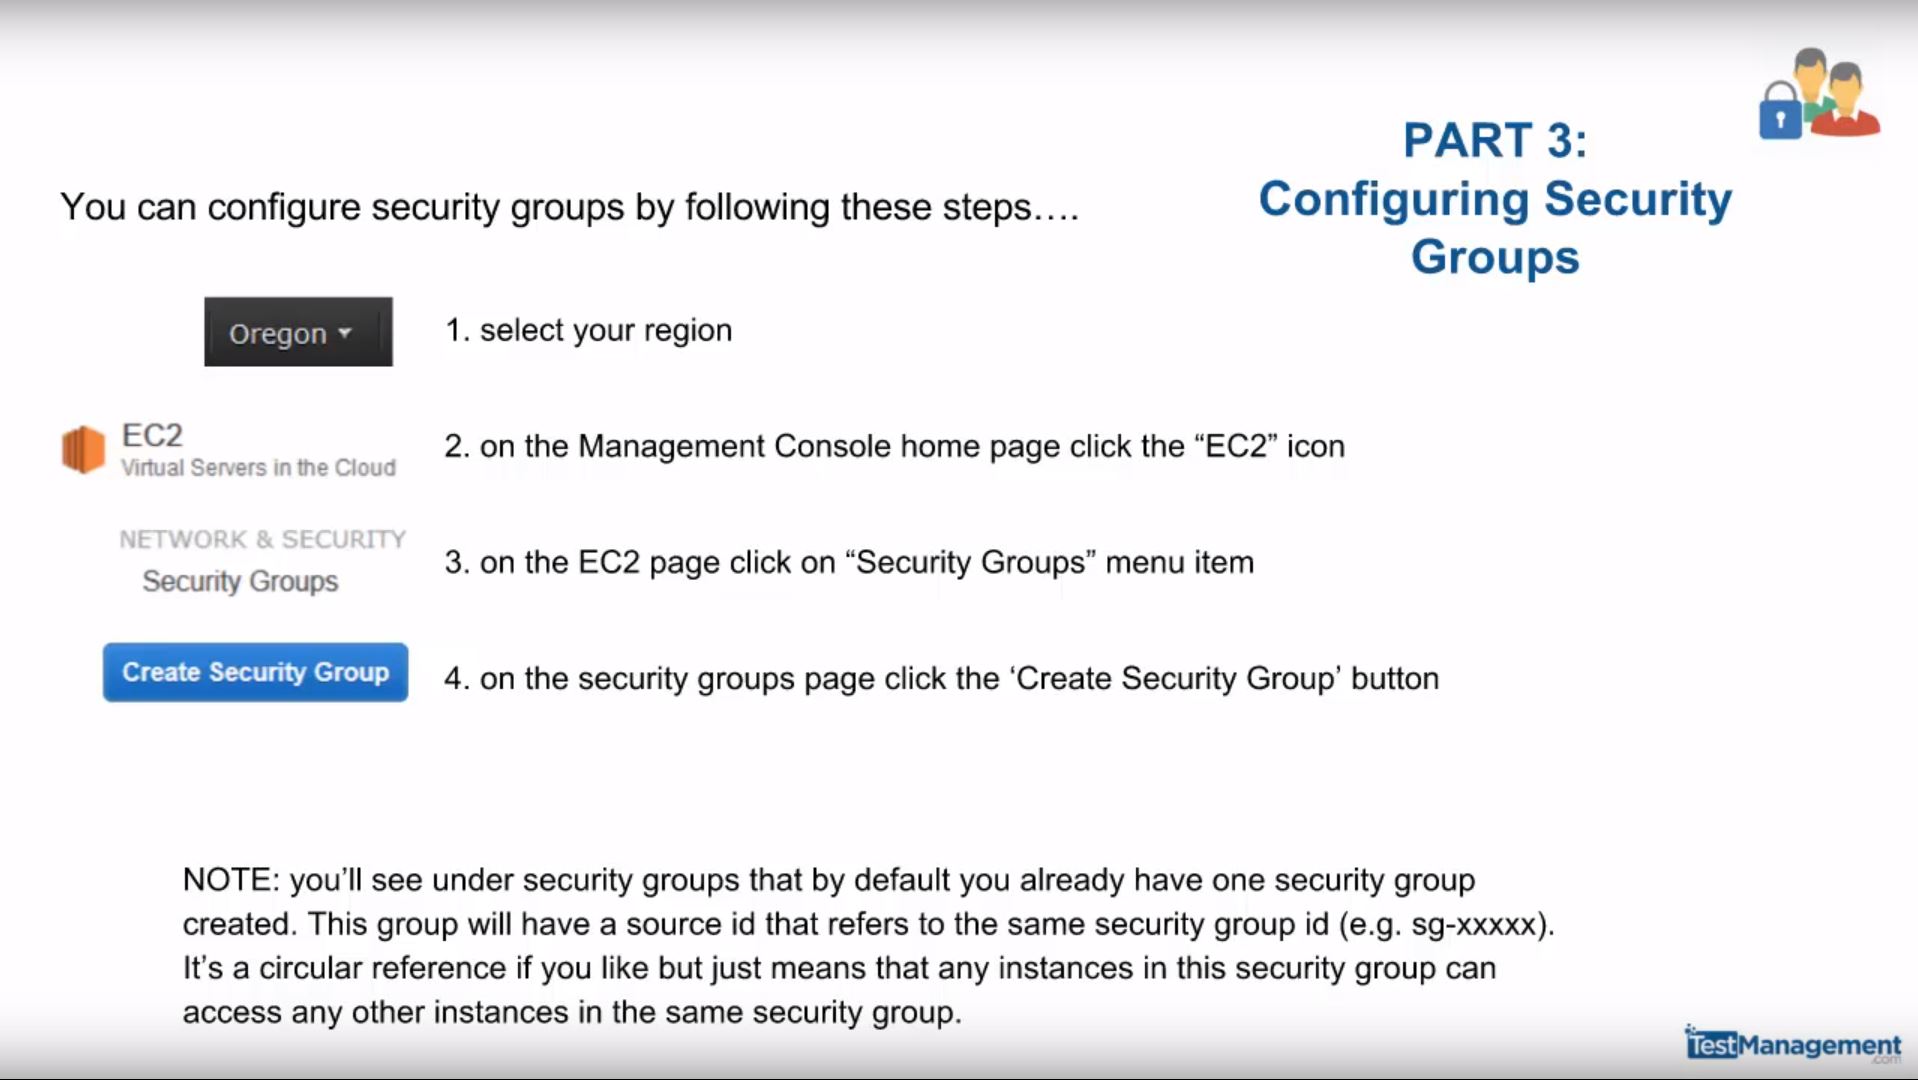 PART 3:
Configuring Security
Groups
You can configure security groups by following these steps….
Oregon
1. select your region
EC2
Virtual Servers in the Cloud
2. on the Management Console home page click the “EC2” icon
NETWORK & SECURITY
Security Groups
3. on the EC2 page click on “Security Groups” menu item
Create Security Group
4. on the security groups page click the ‘Create Security Group’ button
NOTE: you’ll see under security groups that by default you already have one security group
created. This group will have a source id that refers to the same security group id (e.g. sg-xxxxx).
It’s a circular reference if you like but just means that any instances in this security group can
access any other instances in the same security group.
TestManagement
.com